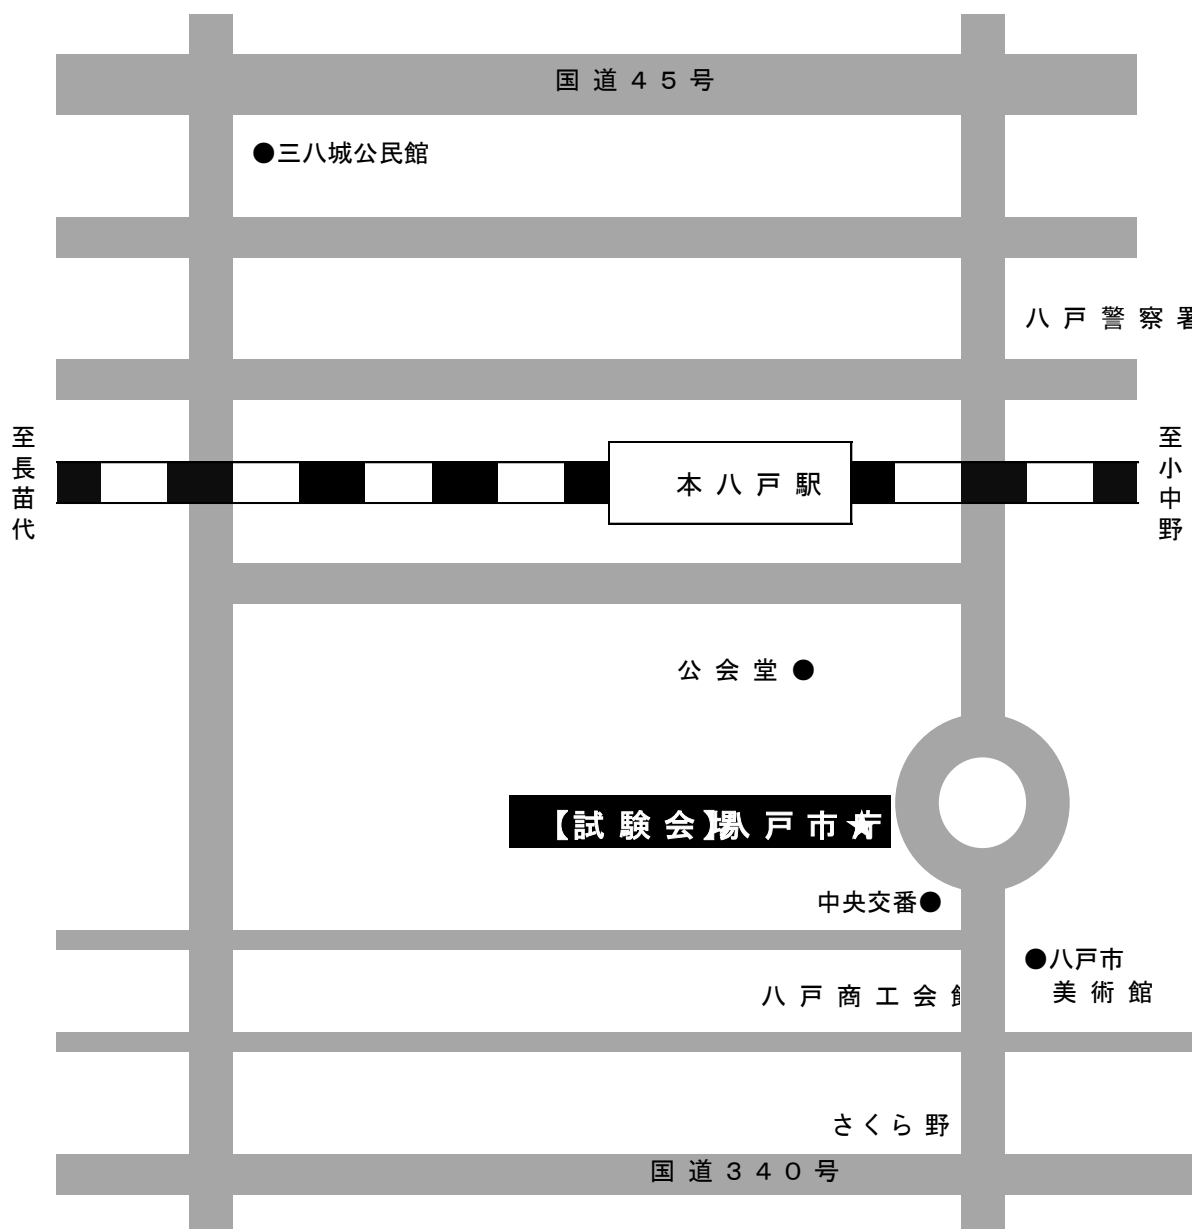 国道４５号
●三八城公民館
八戸警察署
至長苗代
本八戸駅
至小中野
公会堂●
【試験会場】八戸市庁★
中央交番●
●八戸市
美術館
八戸商工会館
さくら野
国道３４０号